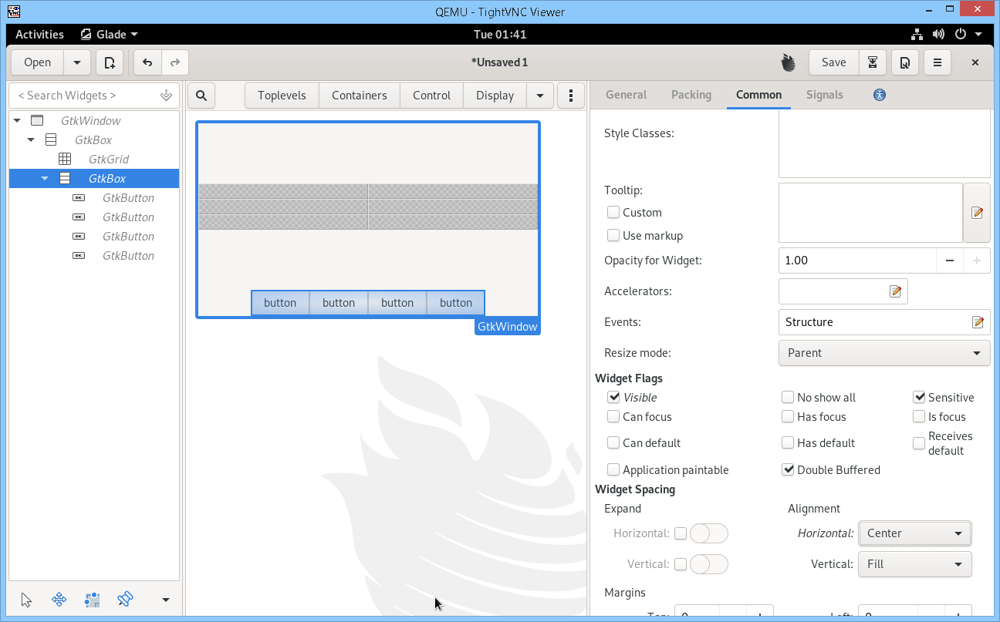 QEMU - TightVNC Viewer
Activities Glade Tue 01:41
Open *Unsaved 1 Save
< Search Widgets > Toplevels Containers Control Display General Packing Common Signals
GtkWindow
GtkBox
GtkGrid
GtkBox
GtkButton
GtkButton
GtkButton
GtkButton
button button button button
GtkWindow
Style Classes:
Tooltip:
Custom
Use markup
Opacity for Widget: 1.00
Accelerators:
Events: Structure
Resize mode: Parent
Widget Flags
Visible No show all Sensitive
Can focus Has focus Is focus
Can default Has default Receives default
Application paintable Double Buffered
Widget Spacing
Expand Alignment
Horizontal: Horizontal: Center
Vertical: Vertical: Fill
Margins
Top: 0 Left: 0